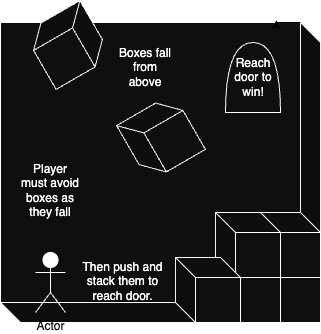 Boxes fall
from
above
Reach
door to
win!
Player
must avoid
boxes as
they fall
Then push and
stack them to
reach door.
Actor